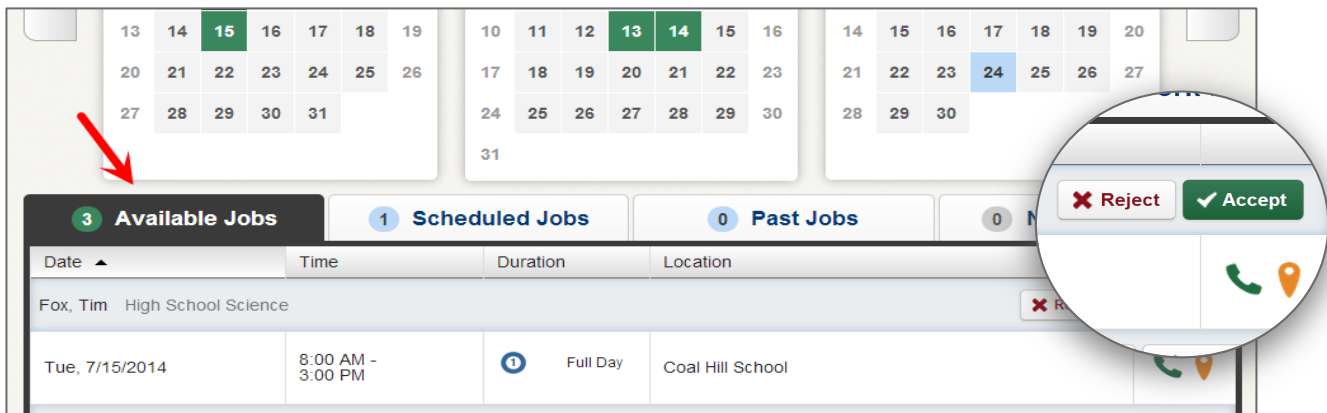 13 14 15 16 17 18 19
20 21 22 23 24 25 26
27 28 29 30 31
10 11 12 13 14 15 16
17 18 19 20 21 22 23
24 25 26 27 28 29 30
31
14 15 16 17 18 19 20
21 22 23 24 25 26 27
28 29 30
3 Available Jobs
1 Scheduled Jobs
0 Past Jobs
0 N
Reject Accept
Date Time Duration Location
Fox, Tim High School Science
Tue, 7/15/2014
8:00 AM -
3:00 PM
1 Full Day
Coal Hill School